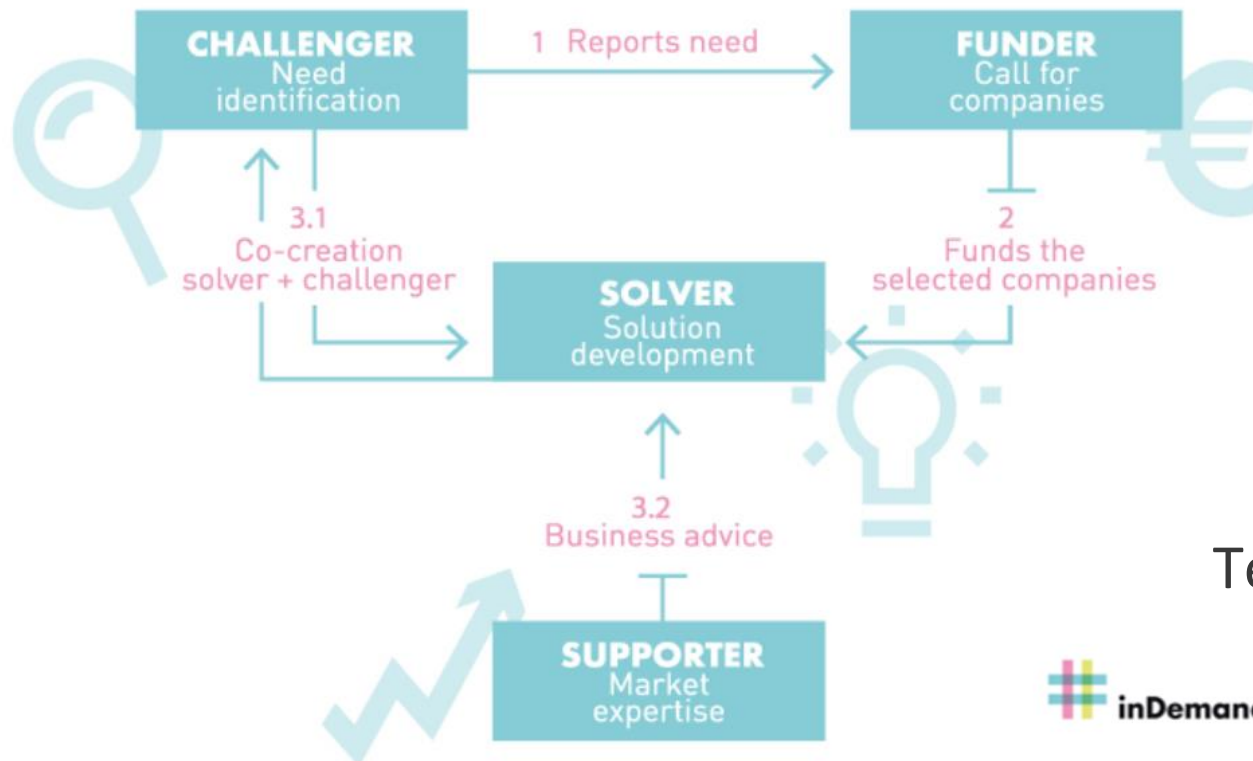 CHALLENGER
Need
identification
1 Reports need
FUNDER
Call for
companies
3.1
Co-creation
solver + challenger
2
Funds the
selected companies
SOLVER
Solution
development
3.2
Business advice
SUPPORTER
Market
expertise